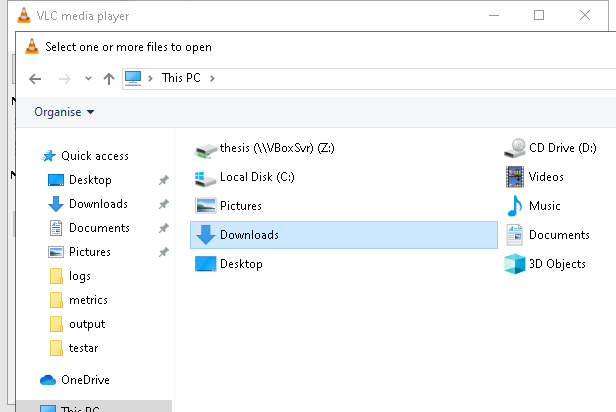 VLC media player
Select one or more files to open
This PC
Organise
Quick access
Desktop
Downloads
Documents
Pictures
logs
metrics
output
testar
OneDrive
This PC
thesis (\\VBoxSvr) (Z:)
CD Drive (D:)
Local Disk (C:)
Videos
Pictures
Music
Downloads
Documents
Desktop
3D Objects